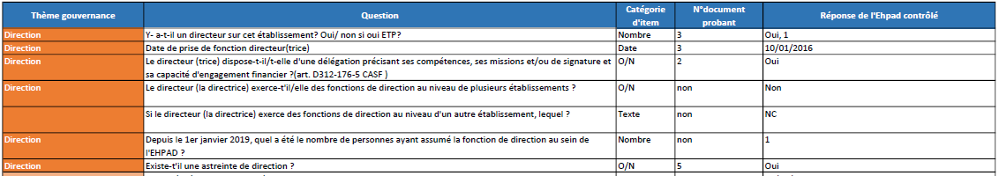 Thème gouvernance Question Catégorie d'item N°document probant Réponse de l'Ehpad contrôlé
Direction Y- a-t-il un directeur sur cet établissement? Oui/ non si oui ETP? Nombre 3 Oui, 1
Direction Date de prise de fonction directeur(trice) Date 3 10/01/2016
Direction Le directeur (trice) dispose-t-il/t-elle d'une délégation précisant ses compétences, ses missions et/ou de signature et O/N 2 Oui
sa capacité d'engagement financier ?(art. D312-176-5 CASF )
Direction Le directeur (la directrice) exerce-t'il/elle des fonctions de direction au niveau de plusieurs établissements ? O/N non Non
Si le directeur (la directrice) exerce des fonctions de direction au niveau d'un autre établissement, lequel ? Texte non NC
Direction Depuis le 1er janvier 2019, quel a été le nombre de personnes ayant assumé la fonction de direction au sein de Nombre non 1
l'EHPAD ?
Direction Existe-t'il une astreinte de direction ? O/N 5 Oui